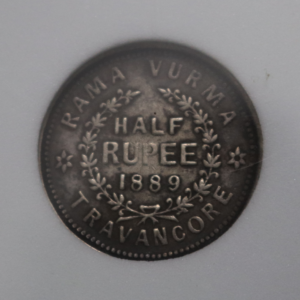 RAMA VURMA
HALF
RUPEE
1889
TRAVANCORE